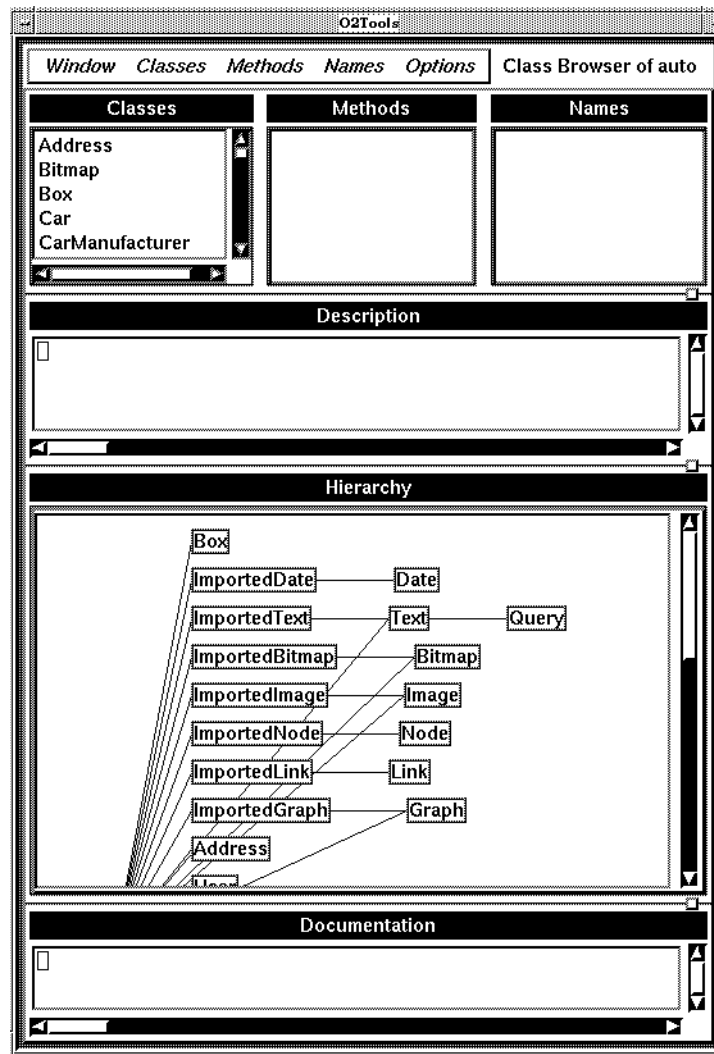 O2Tools
Window Classes Methods Names Options Class Browser of auto
Classes Methods Names
Address
Bitmap
Box
Car
CarManufacturer
Description
Hierarchy
Box
ImportedDate Date
ImportedText Text Query
ImportedBitmap Bitmap
ImportedImage Image
ImportedNode Node
ImportedLink Link
ImportedGraph Graph
Address
User
Documentation